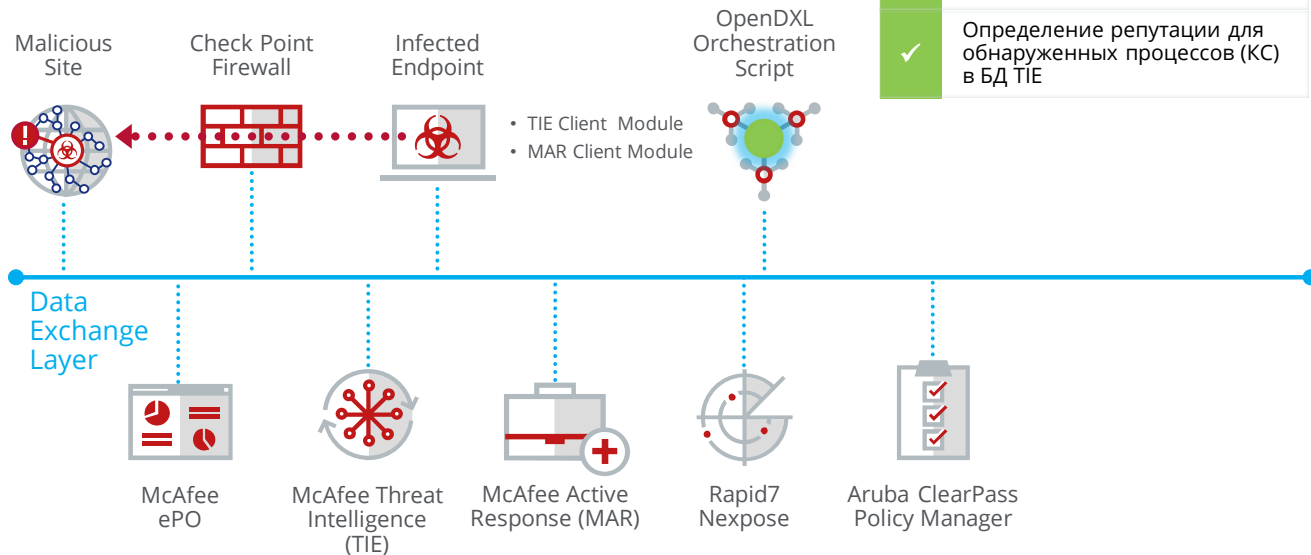 Malicious
Site
Check Point
Firewall
Infected
Endpoint
OpenDXL
Orchestration
Script
Определение репутации для
обнаруженных процессов (КС)
в БД TIE
• TIE Client Module
• MAR Client Module
Data
Exchange
Layer
McAfee
ePO
McAfee Threat
Intelligence
(TIE)
McAfee Active
Response (MAR)
Rapid7
Nexpose
Aruba ClearPass
Policy Manager